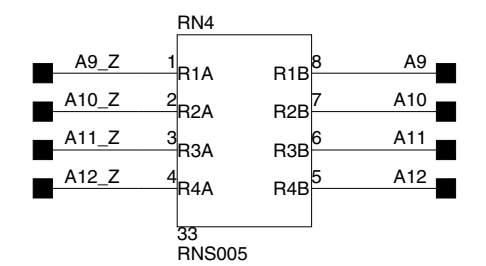 RN4
A9_Z 1 R1A R1B 8 A9
A10_Z 2 R2A R2B 7 A10
A11_Z 3 R3A R3B 6 A11
A12_Z 4 R4A R4B 5 A12
33
RNS005